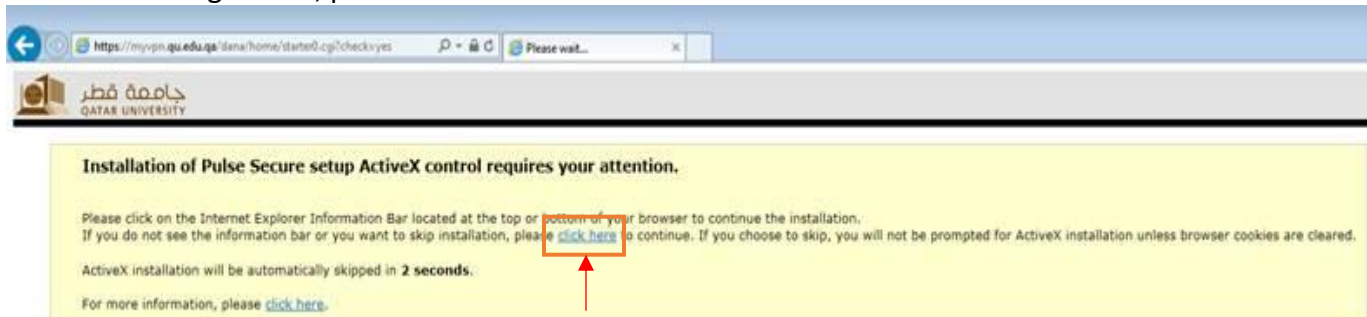 https://myvpn.qu.edu.qa/dana/home/starter0.cgi?check=yes
Please wait...
جامعة قطر
QATAR UNIVERSITY
Installation of Pulse Secure setup ActiveX control requires your attention.
Please click on the Internet Explorer Information Bar located at the top or bottom of your browser to continue the installation.
If you do not see the information bar or you want to skip installation, please click here to continue. If you choose to skip, you will not be prompted for ActiveX installation unless browser cookies are cleared.
ActiveX installation will be automatically skipped in 2 seconds.
For more information, please click here.